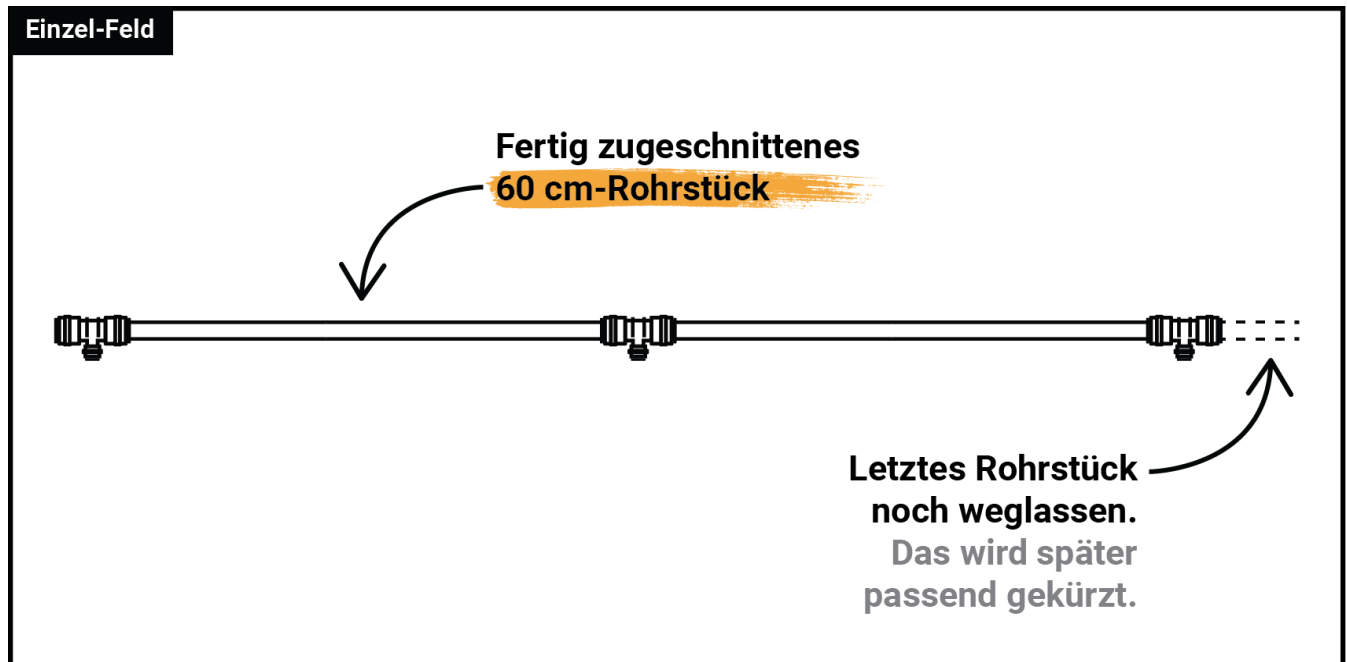 Einzel-Feld
Fertig zugeschnittenes
60 cm-Rohrstück
Letztes Rohrstück
noch weglassen.
Das wird später
passend gekürzt.